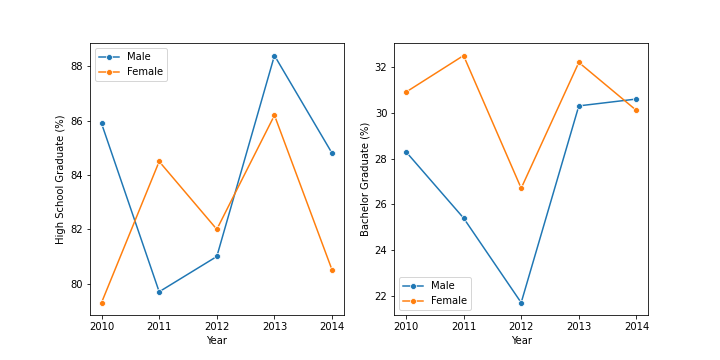 High School Graduate (%)
88
86
84
82
80
Male
Female
2010 2011 2012 2013 2014
Year
Bachelor Graduate (%)
32
30
28
26
24
22
Male
Female
2010 2011 2012 2013 2014
Year